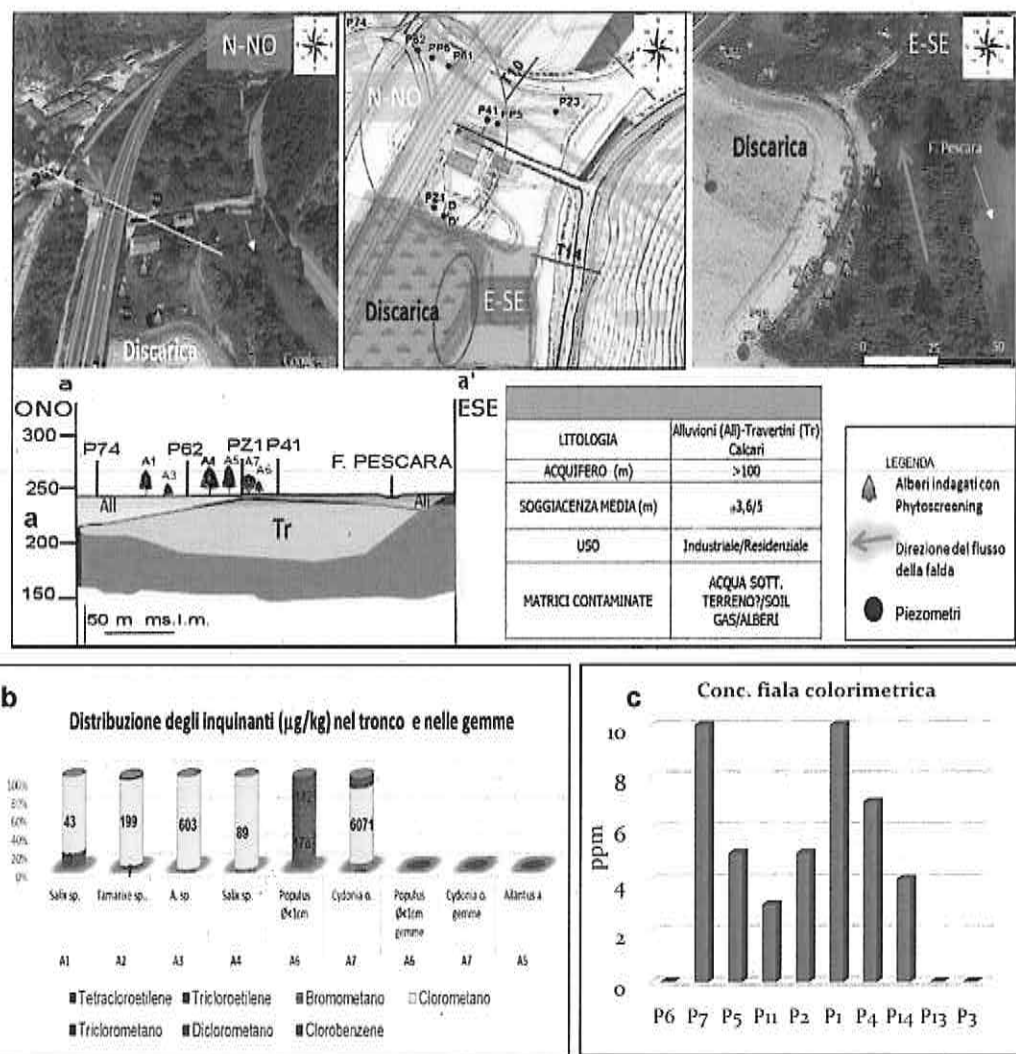 N-NO
Discarica
Google
P74
P62
PP6
P61
T10
N-NO
P41
PP5
P23
PZ1
D
D'
T14
Discarica
E-SE
E-SE
Discarica
F. Pescara
0 25 50
a
a'
ONO
ESE
300
250
200
150
P74
A1
A3
P62
A4
A5
PZ1
A7
A6
P41
F. PESCARA
All
All
a
Tr
50 m ms.l.m.
LITOLOGIA
Alluvioni (All)-Travertini (Tr)
Calcari
ACQUIFERO (m)
>100
SOGGIACENZA MEDIA (m)
±3,6/5
USO
Industriale/Residenziale
MATRICI CONTAMINATE
ACQUA SOTT.
TERRENO?/SOIL
GAS/ALBERI
LEGENDA
Alberi indagati con
Phytoscreening
Direzione del flusso
della falda
Piezometri
b
Distribuzione degli inquinanti (µg/kg) nel tronco e nelle gemme
100%
80%
60%
40%
20%
0%
43 199 603 89 6071
Salix sp. A. sp. Salix sp. Populus Ø<1cm Cydonia o. Populus Ø<1cm gemme Cydonia o. gemme Ailantus a
A1 A2 A3 A4 A6 A7 A6 A7 A5
Tetracloroetilene Tricloroetilene Bromometano Clorometano
Triclorometano Diclorometano Clorobenzene
c
Conc. fiala colorimetrica
ppm
10
8
6
4
2
0
P6 P7 P5 P11 P2 P1 P4 P14 P13 P3